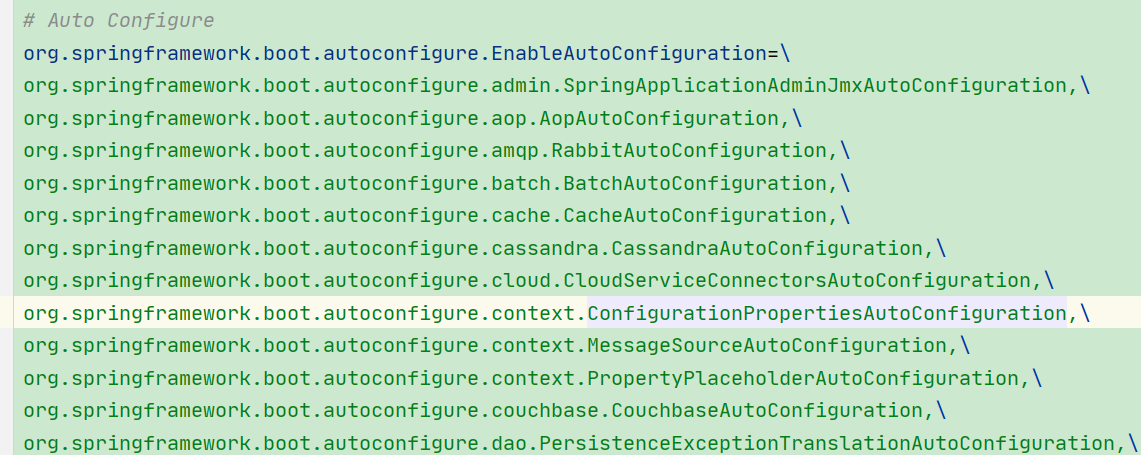 # Auto Configure
org.springframework.boot.autoconfigure.EnableAutoConfiguration=\
org.springframework.boot.autoconfigure.admin.SpringApplicationAdminJmxAutoConfiguration,\
org.springframework.boot.autoconfigure.aop.AopAutoConfiguration,\
org.springframework.boot.autoconfigure.amqp.RabbitAutoConfiguration,\
org.springframework.boot.autoconfigure.batch.BatchAutoConfiguration,\
org.springframework.boot.autoconfigure.cache.CacheAutoConfiguration,\
org.springframework.boot.autoconfigure.cassandra.CassandraAutoConfiguration,\
org.springframework.boot.autoconfigure.cloud.CloudServiceConnectorsAutoConfiguration,\
org.springframework.boot.autoconfigure.context.ConfigurationPropertiesAutoConfiguration,\
org.springframework.boot.autoconfigure.context.MessageSourceAutoConfiguration,\
org.springframework.boot.autoconfigure.context.PropertyPlaceholderAutoConfiguration,\
org.springframework.boot.autoconfigure.couchbase.CouchbaseAutoConfiguration,\
org.springframework.boot.autoconfigure.dao.PersistenceExceptionTranslationAutoConfiguration,\